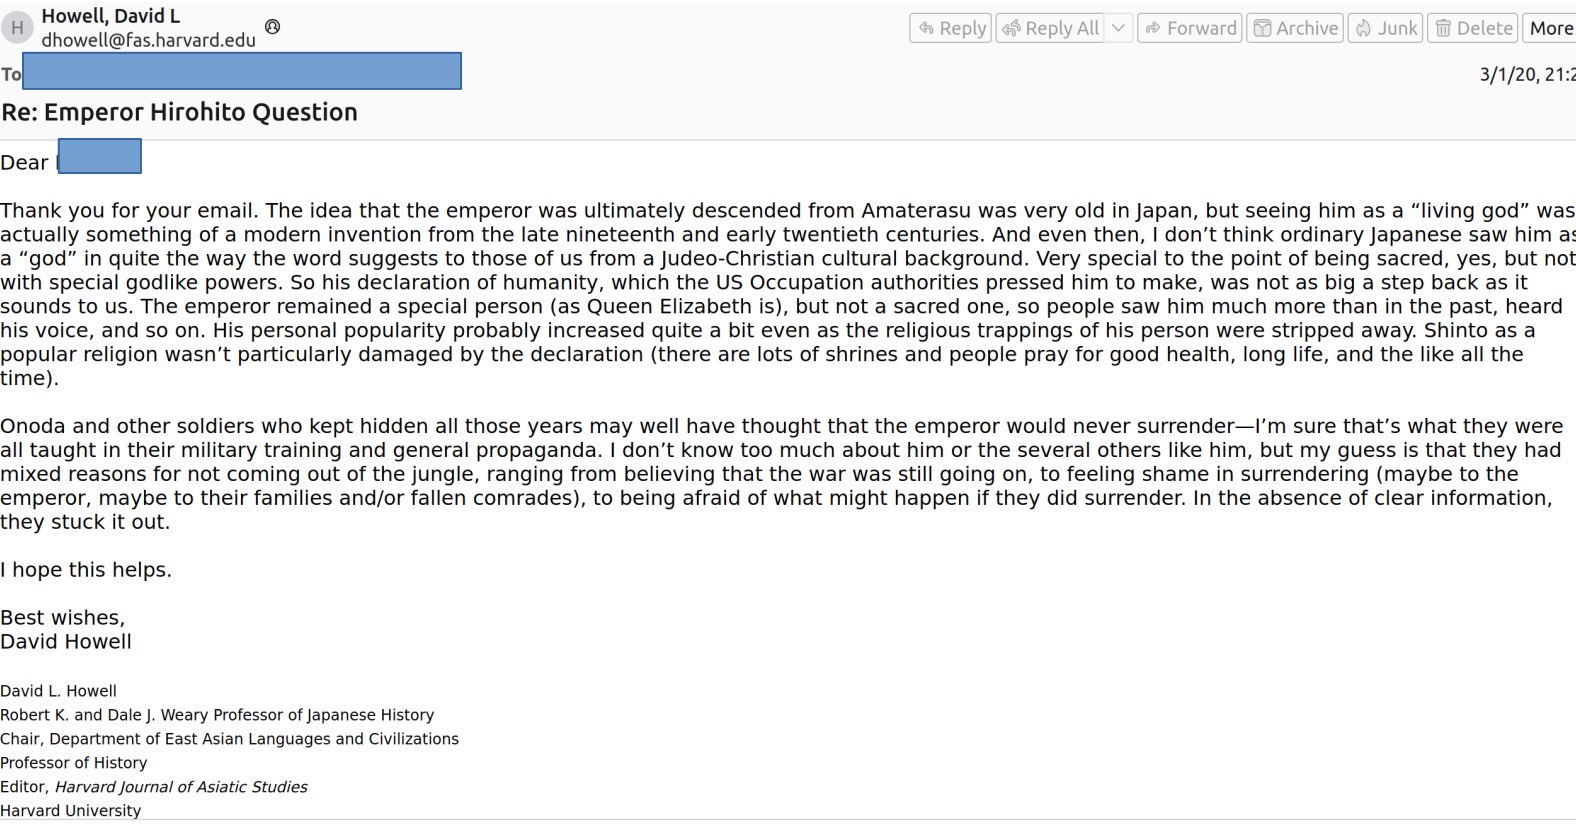 H
Howell, David L
dhowell@fas.harvard.edu
Reply Reply All Forward Archive Junk Delete More
To
3/1/20, 21:2
Re: Emperor Hirohito Question
Dear
Thank you for your email. The idea that the emperor was ultimately descended from Amaterasu was very old in Japan, but seeing him as a “living god” was
actually something of a modern invention from the late nineteenth and early twentieth centuries. And even then, I don’t think ordinary Japanese saw him as
a “god” in quite the way the word suggests to those of us from a Judeo-Christian cultural background. Very special to the point of being sacred, yes, but not
with special godlike powers. So his declaration of humanity, which the US Occupation authorities pressed him to make, was not as big a step back as it
sounds to us. The emperor remained a special person (as Queen Elizabeth is), but not a sacred one, so people saw him much more than in the past, heard
his voice, and so on. His personal popularity probably increased quite a bit even as the religious trappings of his person were stripped away. Shinto as a
popular religion wasn’t particularly damaged by the declaration (there are lots of shrines and people pray for good health, long life, and the like all the
time).
Onoda and other soldiers who kept hidden all those years may well have thought that the emperor would never surrender—I’m sure that’s what they were
all taught in their military training and general propaganda. I don’t know too much about him or the several others like him, but my guess is that they had
mixed reasons for not coming out of the jungle, ranging from believing that the war was still going on, to feeling shame in surrendering (maybe to the
emperor, maybe to their families and/or fallen comrades), to being afraid of what might happen if they did surrender. In the absence of clear information,
they stuck it out.
I hope this helps.
Best wishes,
David Howell
David L. Howell
Robert K. and Dale J. Weary Professor of Japanese History
Chair, Department of East Asian Languages and Civilizations
Professor of History
Editor, Harvard Journal of Asiatic Studies
Harvard University